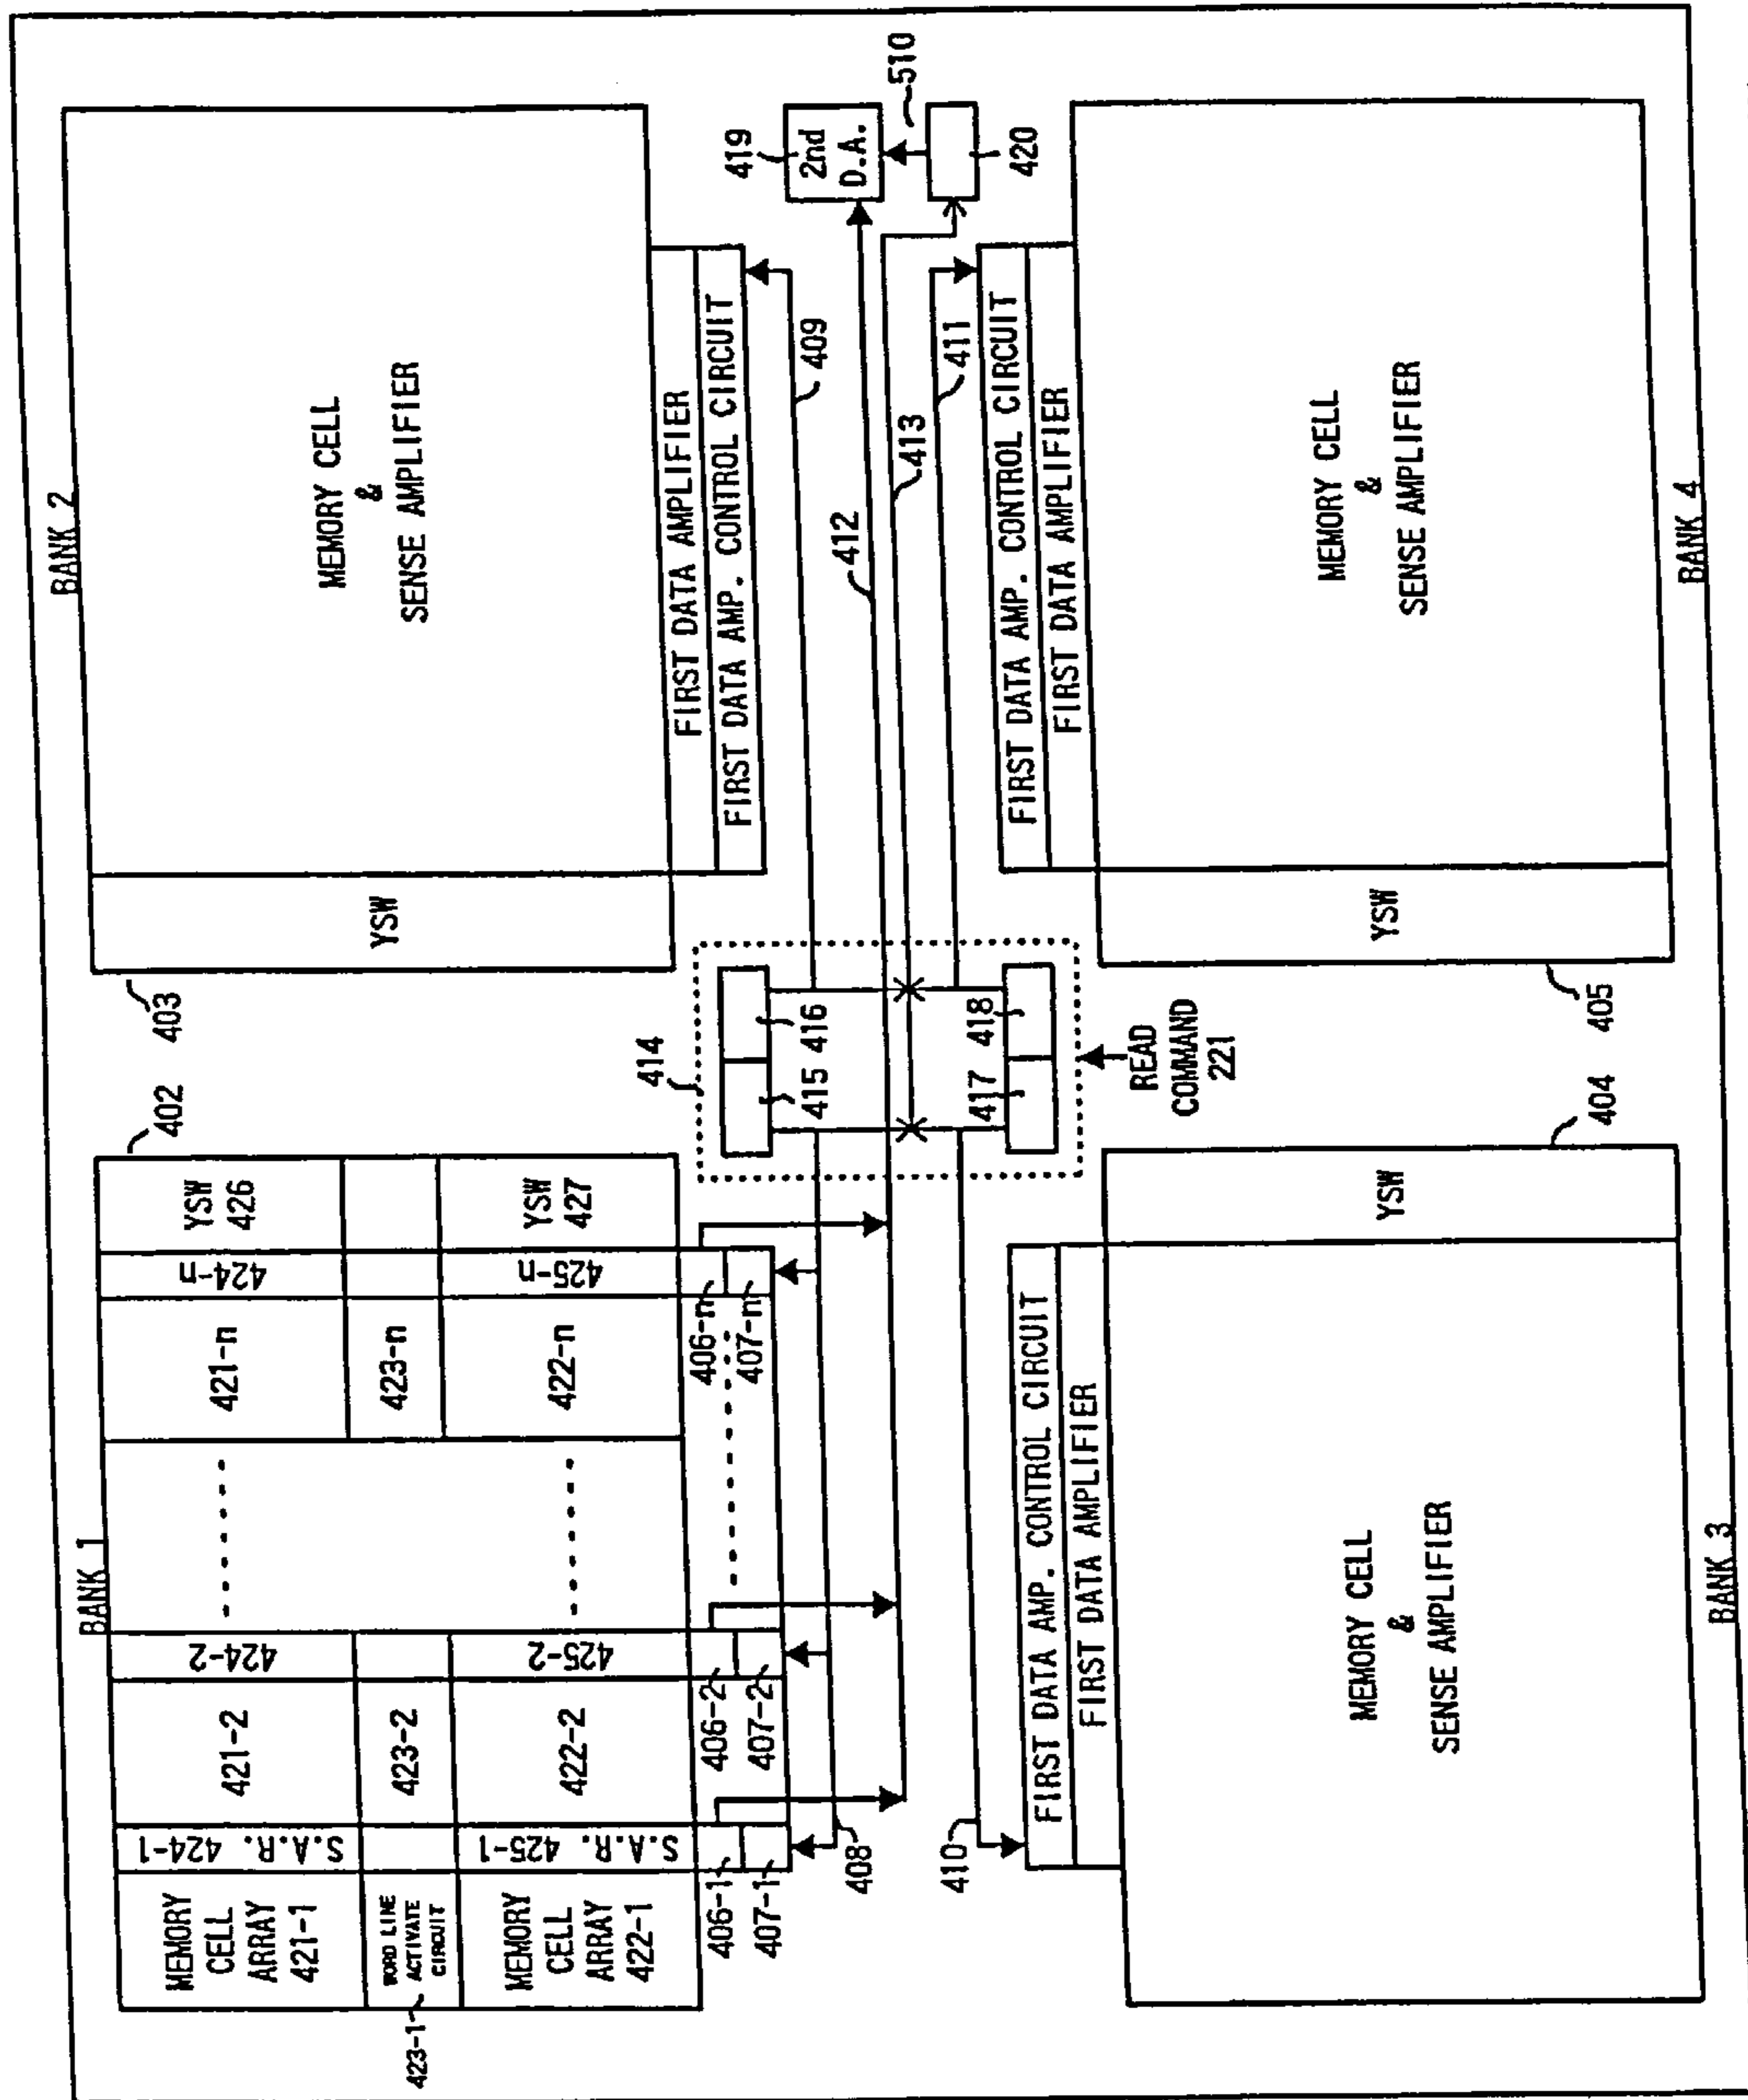 BANK 1
MEMORY
CELL
ARRAY
421-1
S.A.R. 424-1
421-2
424-2
421-n
424-n
YSW
426
402
423-1
WORD LINE
ACTIVATE
CIRCUIT
423-2
423-n
MEMORY
CELL
ARRAY
422-1
S.A.R. 425-1
422-2
425-2
422-n
425-n
YSW
427
406-1
407-1
406-2
407-2
406-n
407-n
408
BANK 2
403
YSW
MEMORY CELL
&
SENSE AMPLIFIER
FIRST DATA AMPLIFIER
FIRST DATA AMP. CONTROL CIRCUIT
409
414
415
416
417
418
READ
COMMAND
221
412
413
411
419
2nd
D.A.
510
420
410
FIRST DATA AMP. CONTROL CIRCUIT
FIRST DATA AMPLIFIER
MEMORY CELL
&
SENSE AMPLIFIER
YSW
404
BANK 3
FIRST DATA AMP. CONTROL CIRCUIT
FIRST DATA AMPLIFIER
405
YSW
MEMORY CELL
&
SENSE AMPLIFIER
BANK 4